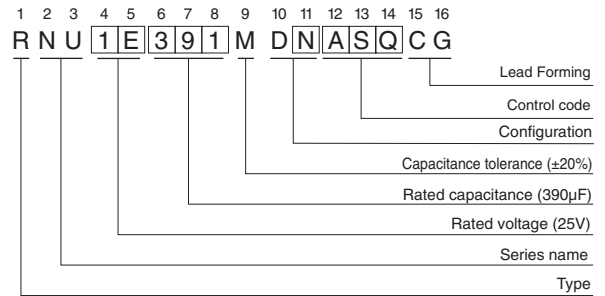 1 2 3 4 5 6 7 8 9 10 11 12 13 14 15 16
R N U 1 E 3 9 1 M D N A S Q C G
Lead Forming
Control code
Configuration
Capacitance tolerance (±20%)
Rated capacitance (390µF)
Rated voltage (25V)
Series name
Type